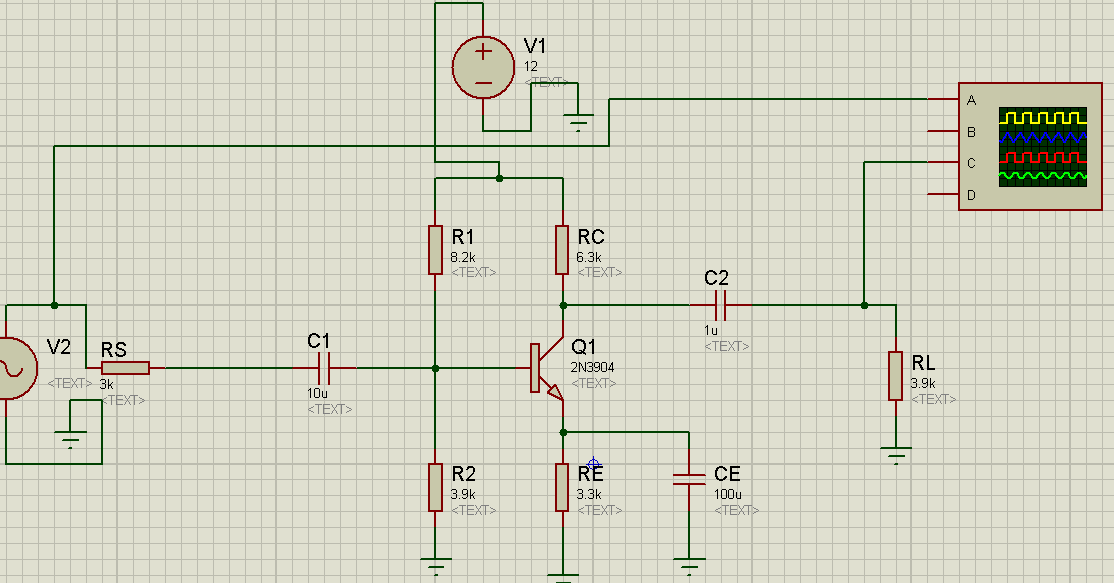 V1
12
<TEXT>
A
B
C
D
R1
8.2k
<TEXT>
RC
6.3k
<TEXT>
C2
1u
<TEXT>
V2
<TEXT>
RS
3k
<TEXT>
C1
10u
<TEXT>
Q1
2N3904
<TEXT>
RL
3.9k
<TEXT>
R2
3.9k
<TEXT>
RE
3.3k
<TEXT>
CE
100u
<TEXT>